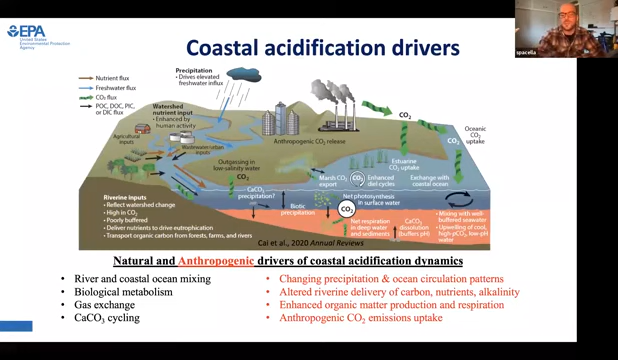 EPA
United States
Environmental Protection
Agency
Coastal acidification drivers
spacella
Nutrient flux
Freshwater flux
CO2 flux
POC, DOC, PIC,
or DIC flux
Precipitation
• Drives elevated
freshwater influx
Watershed
nutrient input
• Enhanced by
human activity
Agricultural
inputs
Wastewater/urban
inputs
Anthropogenic CO2 release
CO2
Oceanic
CO2
uptake
CO2
Estuarine
CO2 uptake
Outgassing in
low-salinity water
CO2
Marsh CO2
export
CO2
Enhanced
diel cycles
Exchange with
coastal ocean
CaCO3
precipitation?
Biotic
precipitation
Net photosynthesis
in surface water
CO2
Net respiration
in deep water
and sediments
CaCO3
dissolution
(buffers pH)
• Mixing with well-
buffered seawater
• Upwelling of cool,
high-pCO2, low-pH
water
Riverine inputs
• Reflect watershed change
• High in CO2
• Poorly buffered
• Deliver nutrients to drive eutrophication
• Transport organic carbon from forests, farms, and rivers
Cai et al., 2020 Annual Reviews
Natural and Anthropogenic drivers of coastal acidification dynamics
• River and coastal ocean mixing
• Biological metabolism
• Gas exchange
• CaCO3 cycling
• Changing precipitation & ocean circulation patterns
• Altered riverine delivery of carbon, nutrients, alkalinity
• Enhanced organic matter production and respiration
• Anthropogenic CO2 emissions uptake